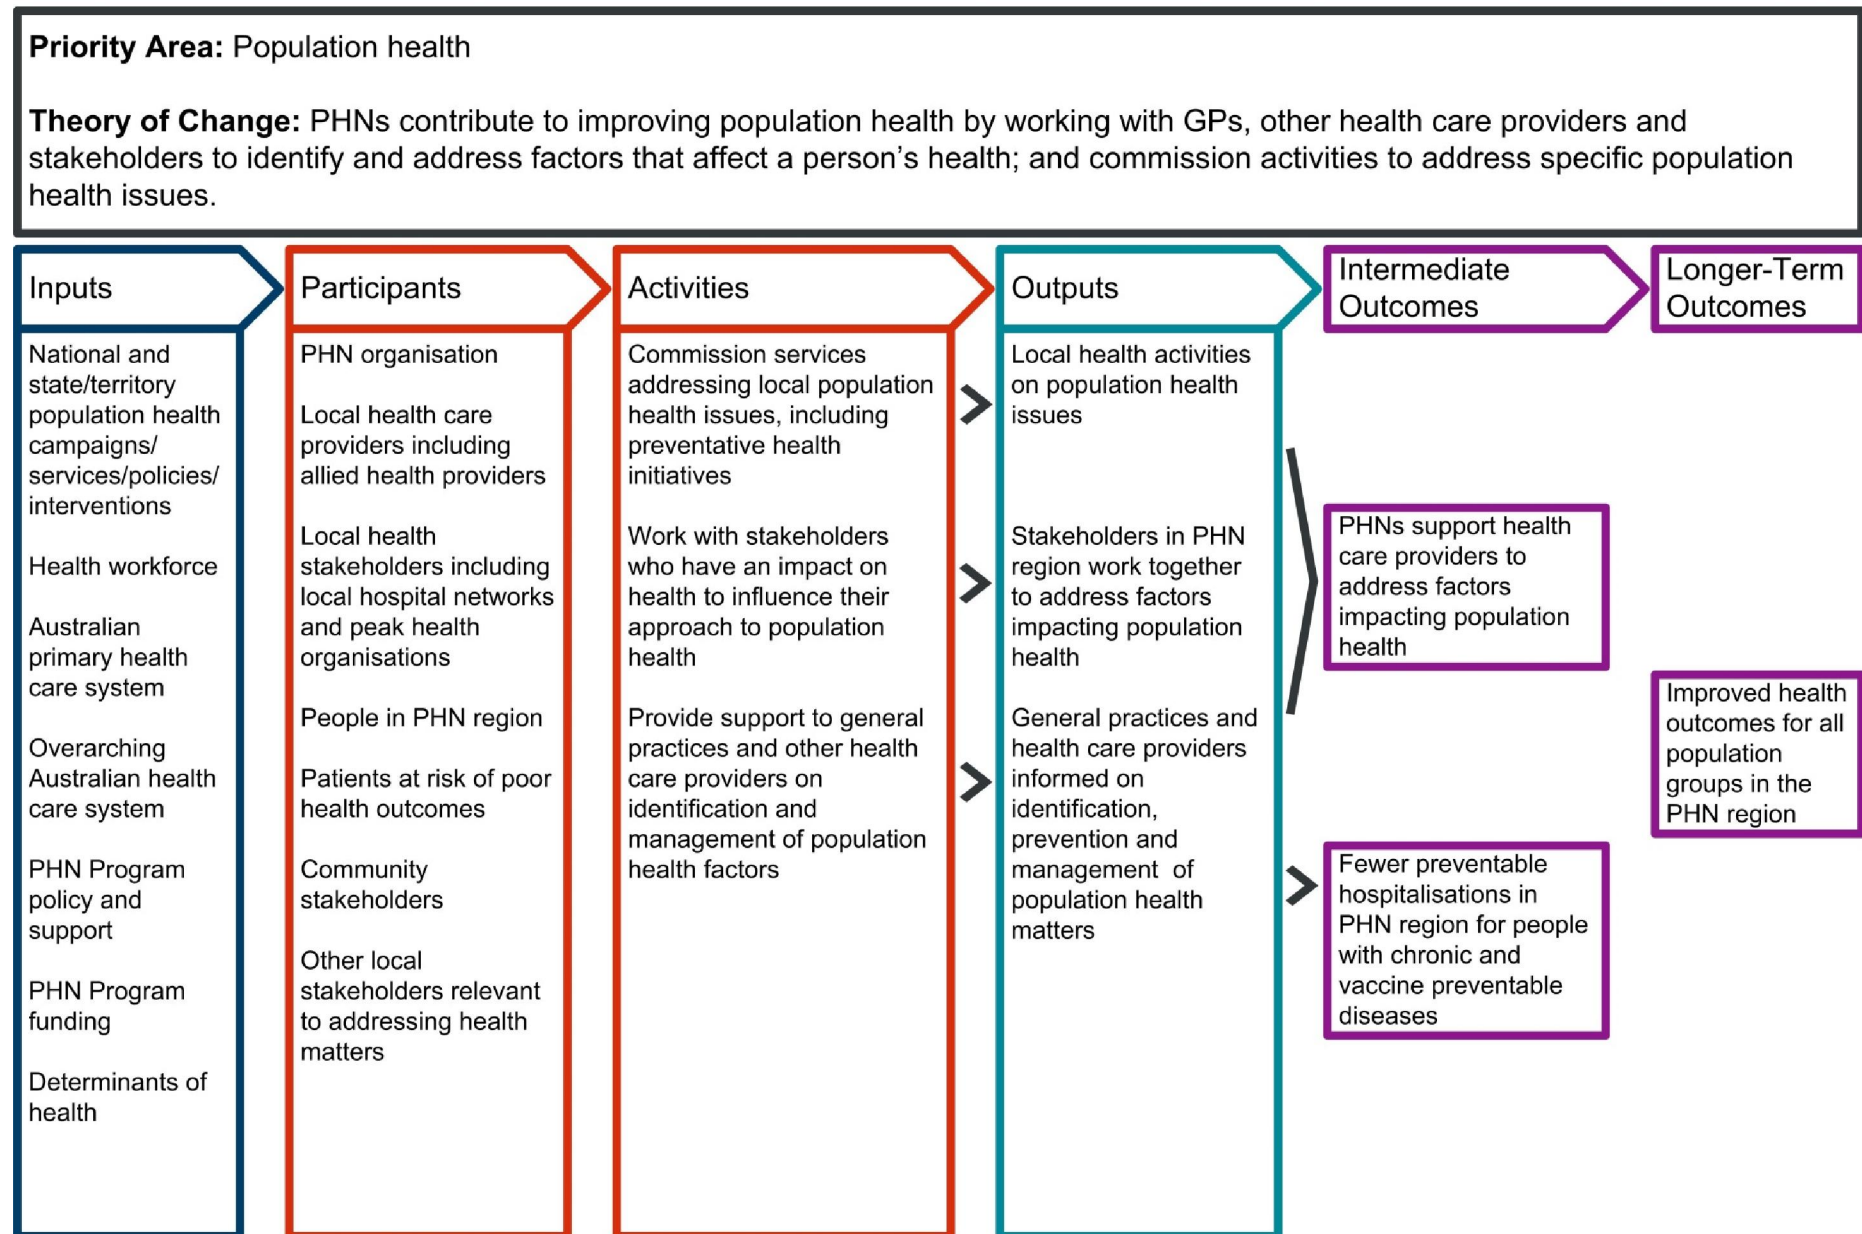 Priority Area: Population health
Theory of Change: PHNs contribute to improving population health by working with GPs, other health care providers and
stakeholders to identify and address factors that affect a person’s health; and commission activities to address specific population
health issues.
Inputs
National and
state/territory
population health
campaigns/
services/policies/
interventions
Health workforce
Australian
primary health
care system
Overarching
Australian health
care system
PHN Program
policy and
support
PHN Program
funding
Determinants of
health
Participants
PHN organisation
Local health care
providers including
allied health providers
Local health
stakeholders including
local hospital networks
and peak health
organisations
People in PHN region
Patients at risk of poor
health outcomes
Community
stakeholders
Other local
stakeholders relevant
to addressing health
matters
Activities
Commission services
addressing local population
health issues, including
preventative health
initiatives
Work with stakeholders
who have an impact on
health to influence their
approach to population
health
Provide support to general
practices and other health
care providers on
identification and
management of population
health factors
Outputs
Local health activities
on population health
issues
Stakeholders in PHN
region work together
to address factors
impacting population
health
General practices and
health care providers
informed on
identification,
prevention and
management of
population health
matters
Intermediate
Outcomes
PHNs support health
care providers to
address factors
impacting population
health
Fewer preventable
hospitalisations in
PHN region for people
with chronic and
vaccine preventable
diseases
Longer-Term
Outcomes
Improved health
outcomes for all
population
groups in the
PHN region